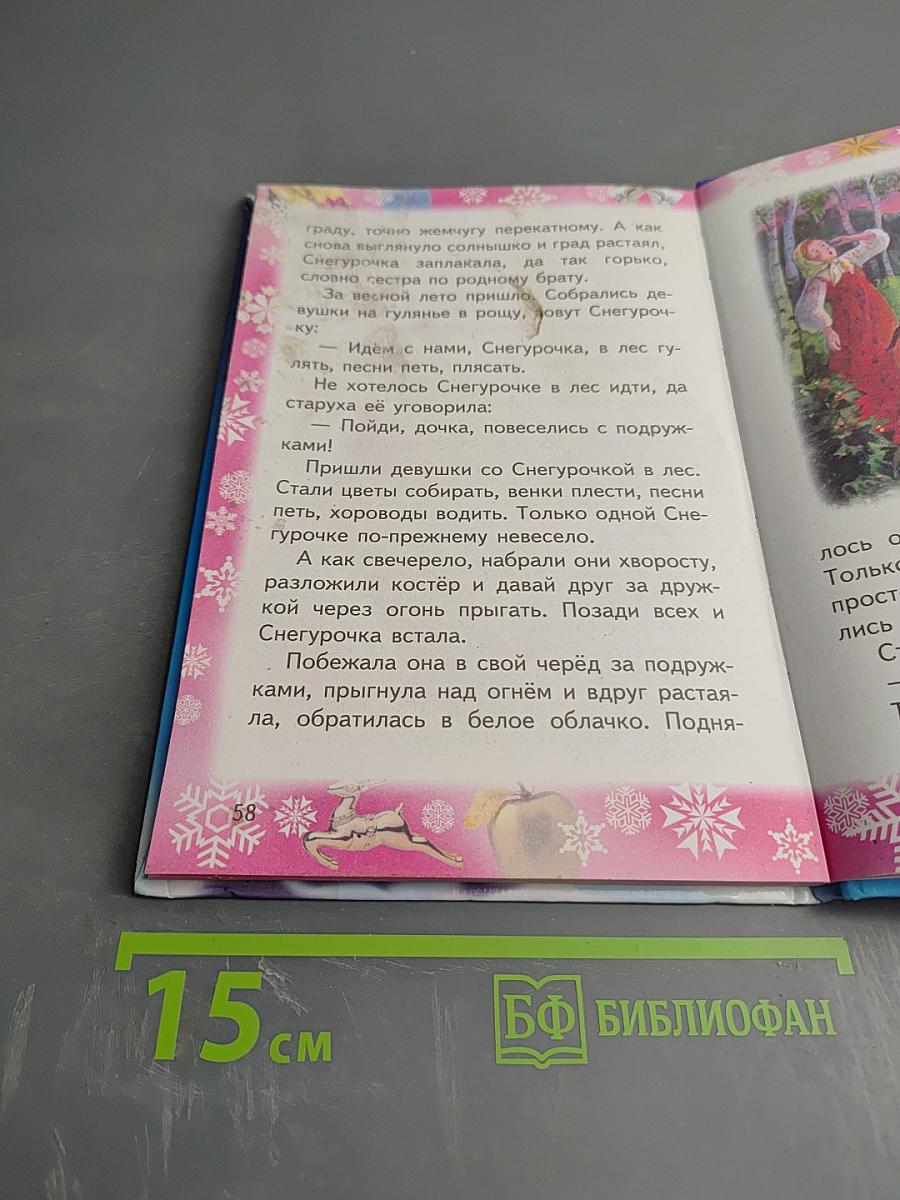 граду, точно жемчугу перекатному. А как
снова выглянуло солнышко и град растаял,
Снегурочка заплакала, да так горько,
словно сестра по родному брату.
За весной лето пришло. Собрались де-
вушки на гулянье в рощу, зовут Снегуроч-
ку:
— Идём с нами, Снегурочка, в лес гу-
лять, песни петь, плясать.
Не хотелось Снегурочке в лес идти, да
старуха её уговорила:
— Пойди, дочка, повеселись с подруж-
ками!
Пришли девушки со Снегурочкой в лес.
Стали цветы собирать, венки плести, песни
петь, хороводы водить. Только одной Сне-
гурочке по-прежнему невесело.
А как свечерело, набрали они хворосту,
разложили костёр и давай друг за друж-
кой через огонь прыгать. Позади всех и
Снегурочка встала.
Побежала она в свой черёд за подруж-
ками, прыгнула над огнём и вдруг растая-
ла, обратилась в белое облачко. Подня-
58
лось
Только
прост
лись
15 см
БФ БИБЛИОФАН